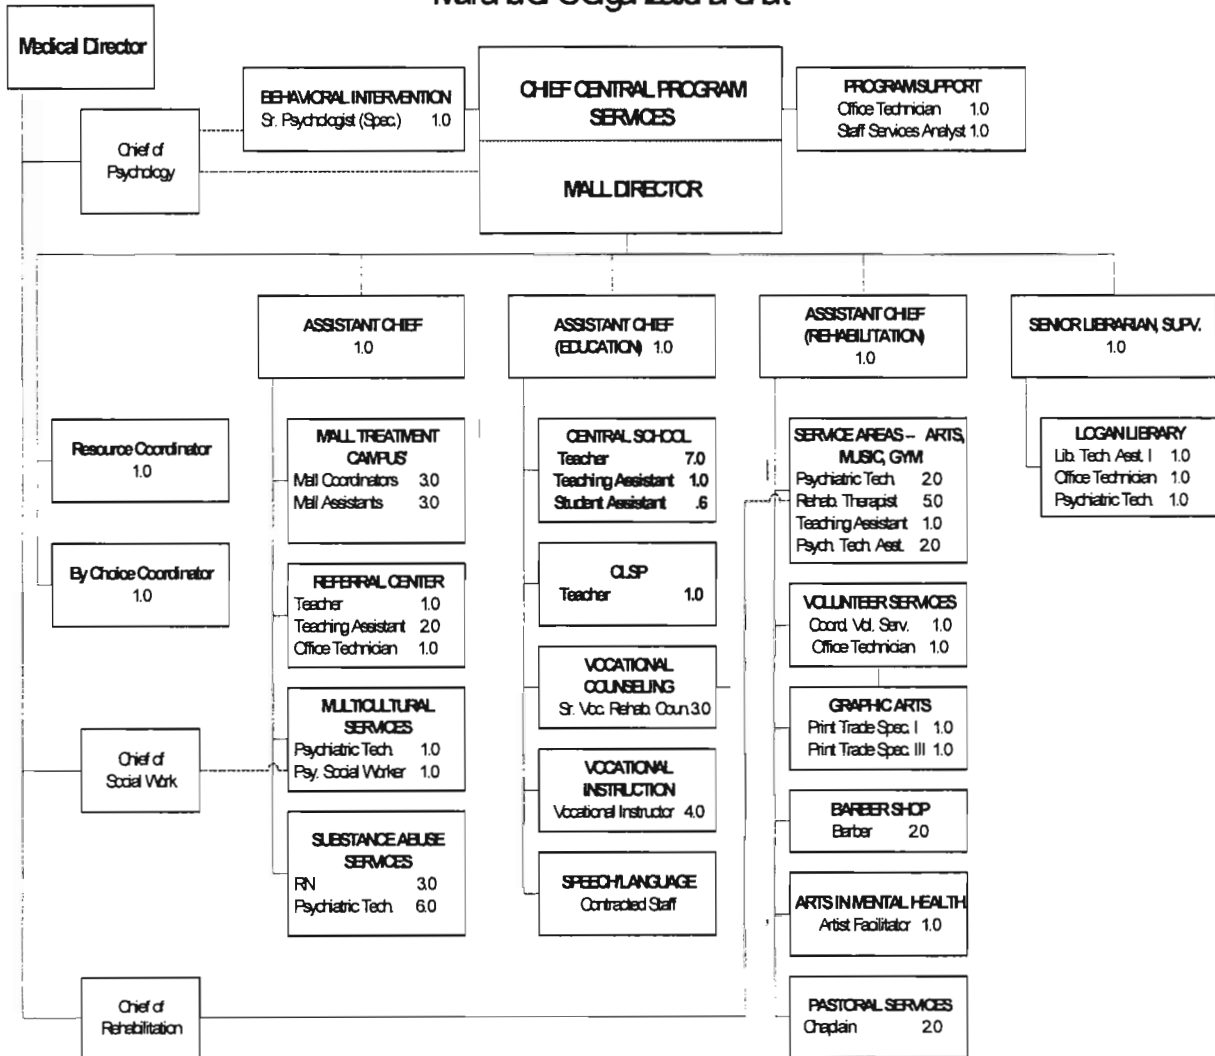 Medical Director
CHIEF CENTRAL PROGRAM
SERVICES
MALL DIRECTOR
BEHAVIORAL INTERVENTION
Sr. Psychologist (Spec.) 1.0
PROGRAM SUPPORT
Office Technician 1.0
Staff Services Analyst 1.0
Chief of
Psychology
ASSISTANT CHIEF
1.0
ASSISTANT CHIEF
(EDUCATION) 1.0
ASSISTANT CHIEF
(REHABILITATION)
1.0
SENIOR LIBRARIAN, SUPV.
1.0
Resource Coordinator
1.0
By Choice Coordinator
1.0
Chief of
Social Work
Chief of
Rehabilitation
MALL TREATMENT
CAMPUS'
Mall Coordinators 3.0
Mall Assistants 3.0
REFERRAL CENTER
Teacher 1.0
Teaching Assistant 2.0
Office Technician 1.0
MULTICULTURAL
SERVICES
Psychiatric Tech. 1.0
Psy. Social Worker 1.0
SUBSTANCE ABUSE
SERVICES
RN 3.0
Psychiatric Tech. 6.0
CENTRAL SCHOOL
Teacher 7.0
Teaching Assistant 1.0
Student Assistant .6
CLSP
Teacher 1.0
VOCATIONAL
COUNSELING
Sr. Voc. Rehab. Coun. 3.0
VOCATIONAL
INSTRUCTION
Vocational Instructor 4.0
SPEECH/LANGUAGE
Contracted Staff
SERVICE AREAS -- ARTS,
MUSIC, GYM
Psychiatric Tech. 2.0
Rehab. Therapist 5.0
Teaching Assistant 1.0
Psych. Tech. Asst. 2.0
VOLUNTEER SERVICES
Coord. Vol. Serv. 1.0
Office Technician 1.0
GRAPHIC ARTS
Print Trade Spec. I 1.0
Print Trade Spec. III 1.0
BARBER SHOP
Barber 2.0
ARTS IN MENTAL HEALTH
Artist Facilitator 1.0
PASTORAL SERVICES
Chaplain 2.0
LOGAN LIBRARY
Lib. Tech. Asst. I 1.0
Office Technician 1.0
Psychiatric Tech. 1.0